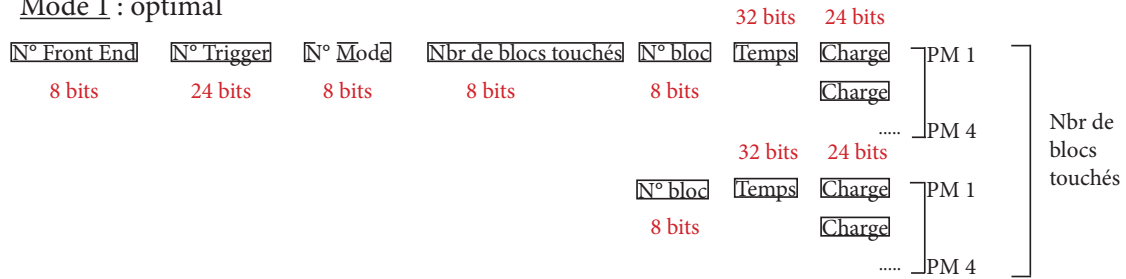 Mode 1 : optimal
32 bits 24 bits
N° Front End N° Trigger N° Mode Nbr de blocs touchés N° bloc Temps Charge PM 1
8 bits 24 bits 8 bits 8 bits 8 bits Charge
..... PM 4
Nbr de
blocs
touchés
32 bits 24 bits
N° bloc Temps Charge PM 1
8 bits Charge
..... PM 4